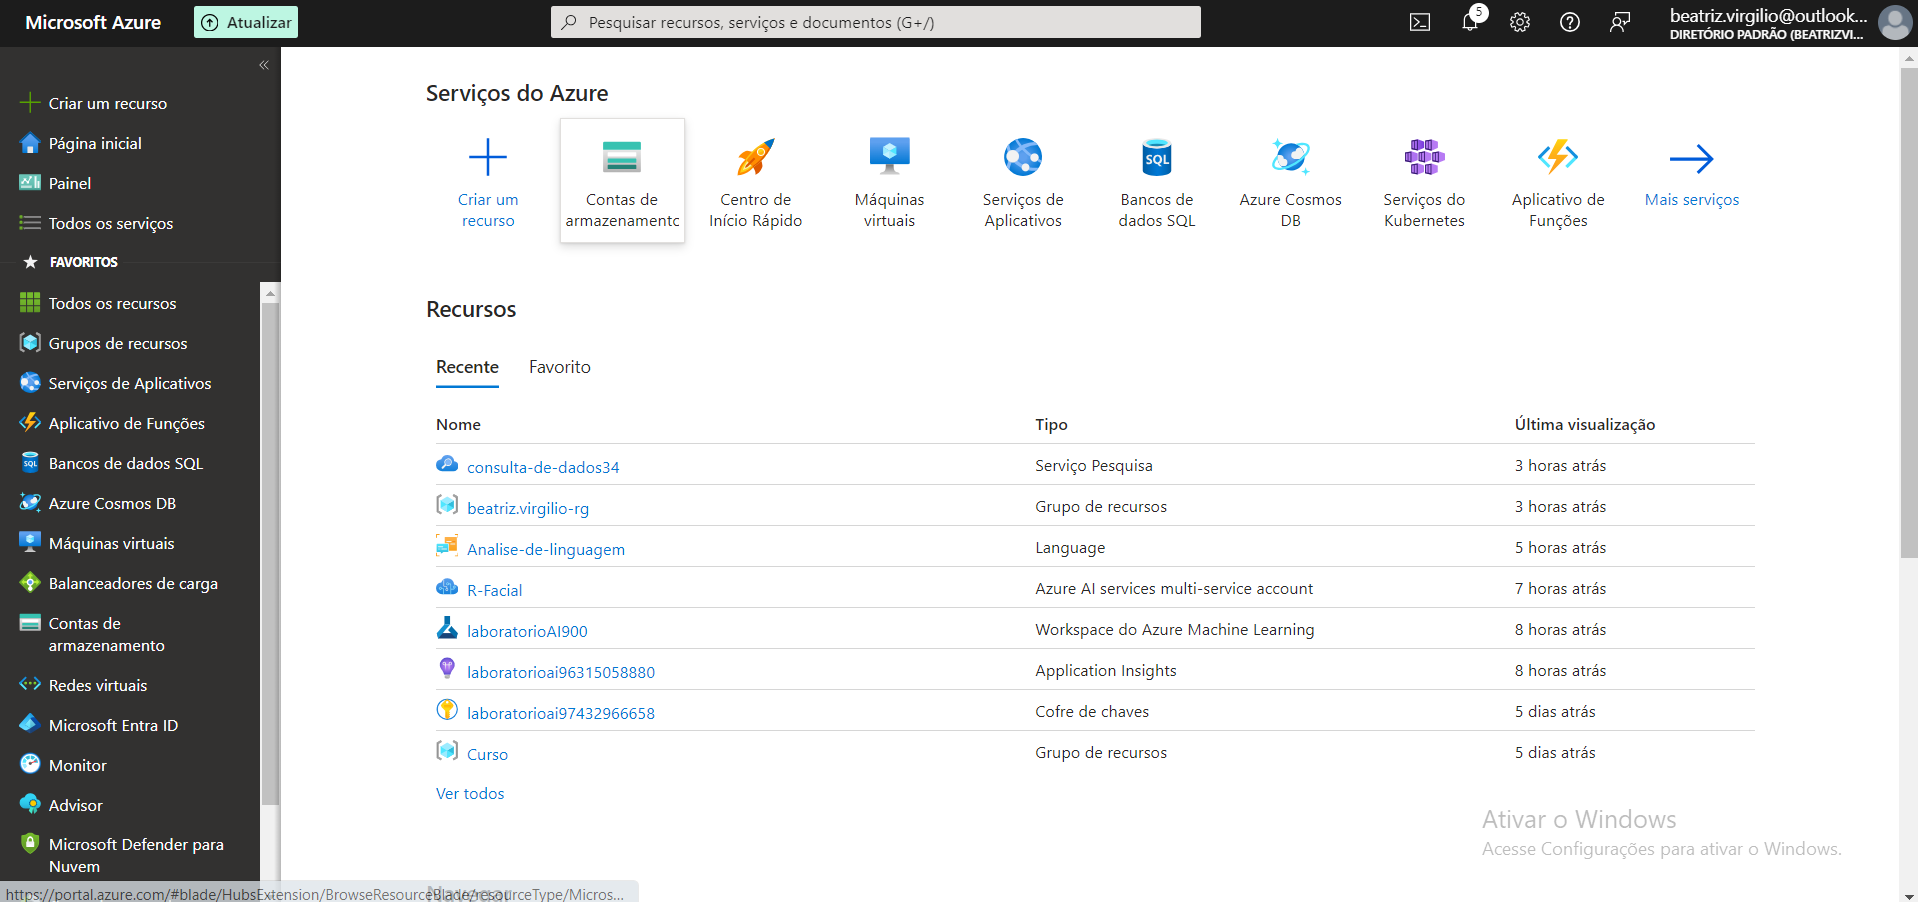 Microsoft Azure
Atualizar
Pesquisar recursos, serviços e documentos (G+/)
5
beatriz.virgilio@outlook...
DIRETÓRIO PADRÃO (BEATRIZVI...
«
Criar um recurso
Página inicial
Painel
Todos os serviços
FAVORITOS
Todos os recursos
Grupos de recursos
Serviços de Aplicativos
Aplicativo de Funções
Bancos de dados SQL
Azure Cosmos DB
Máquinas virtuais
Balanceadores de carga
Contas de
armazenamento
Redes virtuais
Microsoft Entra ID
Monitor
Advisor
Microsoft Defender para
Nuvem
Serviços do Azure
Criar um
recurso
Contas de
armazenamento
Centro de
Início Rápido
Máquinas
virtuais
Serviços de
Aplicativos
SQL
Bancos de
dados SQL
Azure Cosmos
DB
Serviços do
Kubernetes
Aplicativo de
Funções
Mais serviços
Recursos
Recente Favorito
Nome Tipo Última visualização
consulta-de-dados34 Serviço Pesquisa 3 horas atrás
beatriz.virgilio-rg Grupo de recursos 3 horas atrás
Analise-de-linguagem Language 5 horas atrás
R-Facial Azure AI services multi-service account 7 horas atrás
laboratorioAI900 Workspace do Azure Machine Learning 8 horas atrás
laboratorioai96315058880 Application Insights 8 horas atrás
laboratorioai97432966658 Cofre de chaves 5 dias atrás
Curso Grupo de recursos 5 dias atrás
Ver todos
Navegar
Ativar o Windows
Acesse Configurações para ativar o Windows.
https://portal.azure.com/#blade/HubsExtension/BrowseResourceBlade/resourceType/Micros...